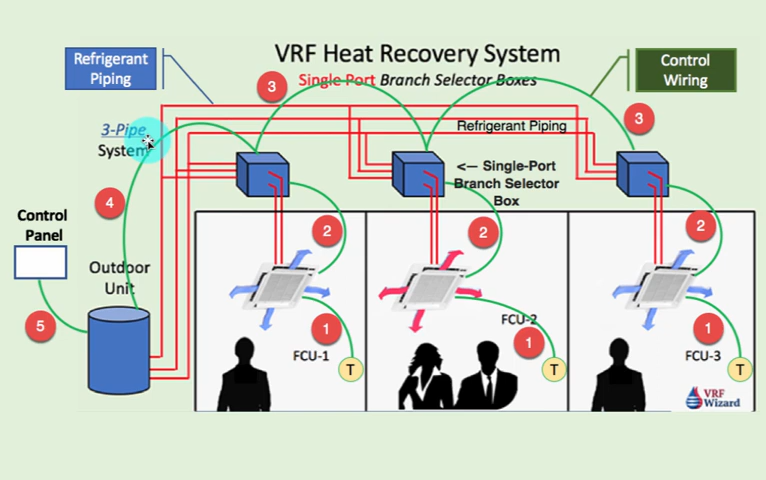 VRF Heat Recovery System
Single Port Branch Selector Boxes
Refrigerant
Piping
Control
Wiring
3
3
3-Pipe
System
Refrigerant Piping
<— Single-Port
Branch Selector
Box
4
Control
Panel
2
2
2
Outdoor
Unit
5
1
FCU-1
T
FCU-2
1
T
1
FCU-3
T
VRF
Wizard